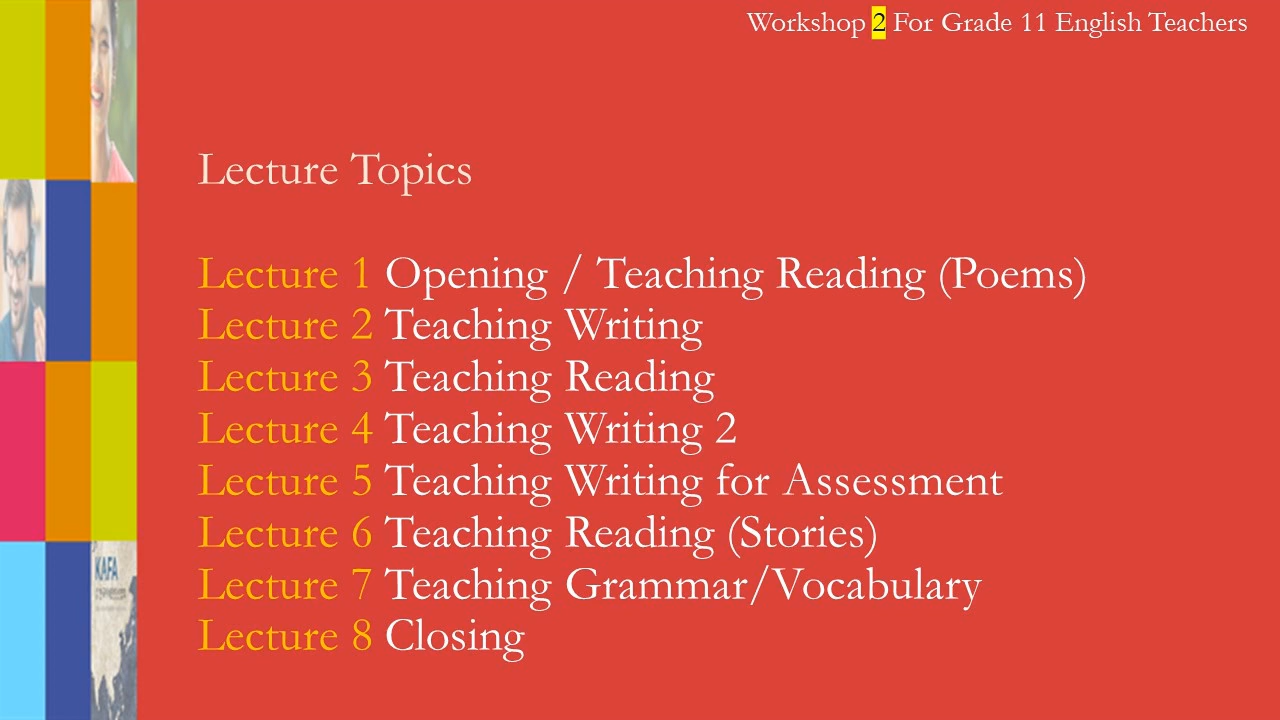 Workshop 2 For Grade 11 English Teachers
Lecture Topics
Lecture 1 Opening / Teaching Reading (Poems)
Lecture 2 Teaching Writing
Lecture 3 Teaching Reading
Lecture 4 Teaching Writing 2
Lecture 5 Teaching Writing for Assessment
Lecture 6 Teaching Reading (Stories)
Lecture 7 Teaching Grammar/Vocabulary
Lecture 8 Closing
KAFA